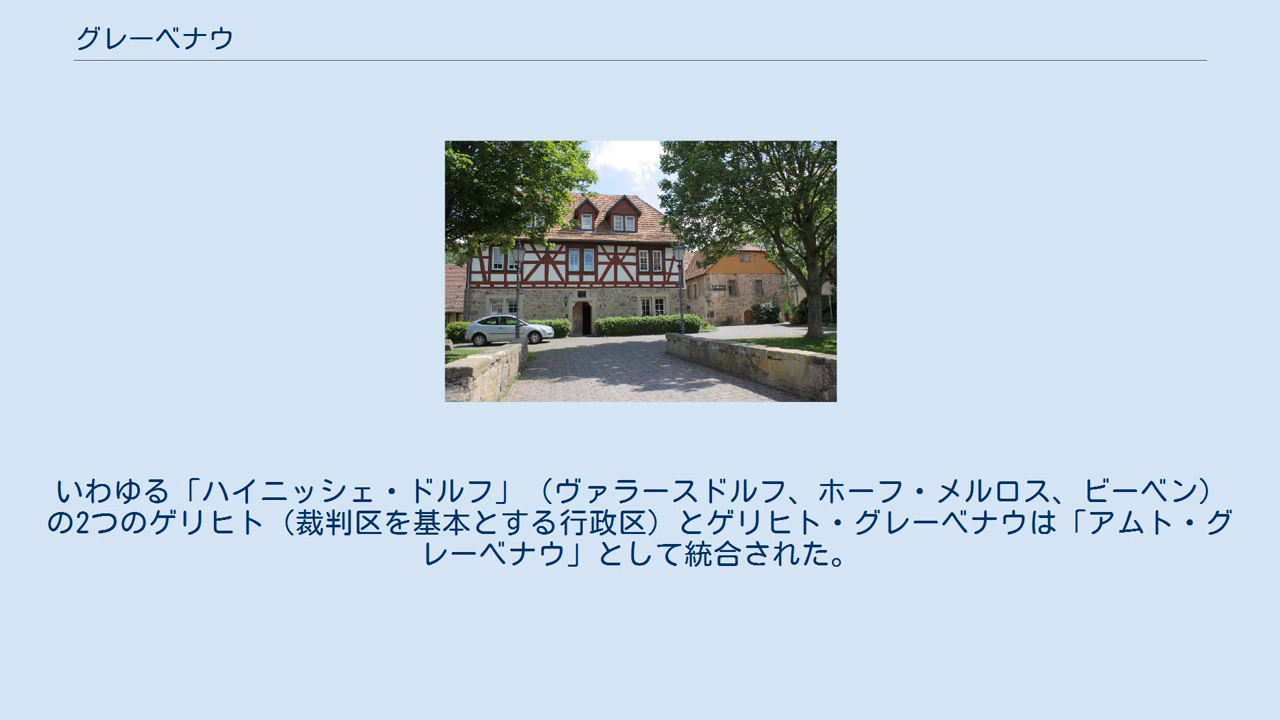 グレーベナウ
いわゆる「ハイニッシェ・ドルフ」（ヴァラースドルフ、ホーフ・メルロス、ビーベン）
の2つのゲリヒト（裁判区を基本とする行政区）とゲリヒト・グレーベナウは「アムト・グ
レーベナウ」として統合された。